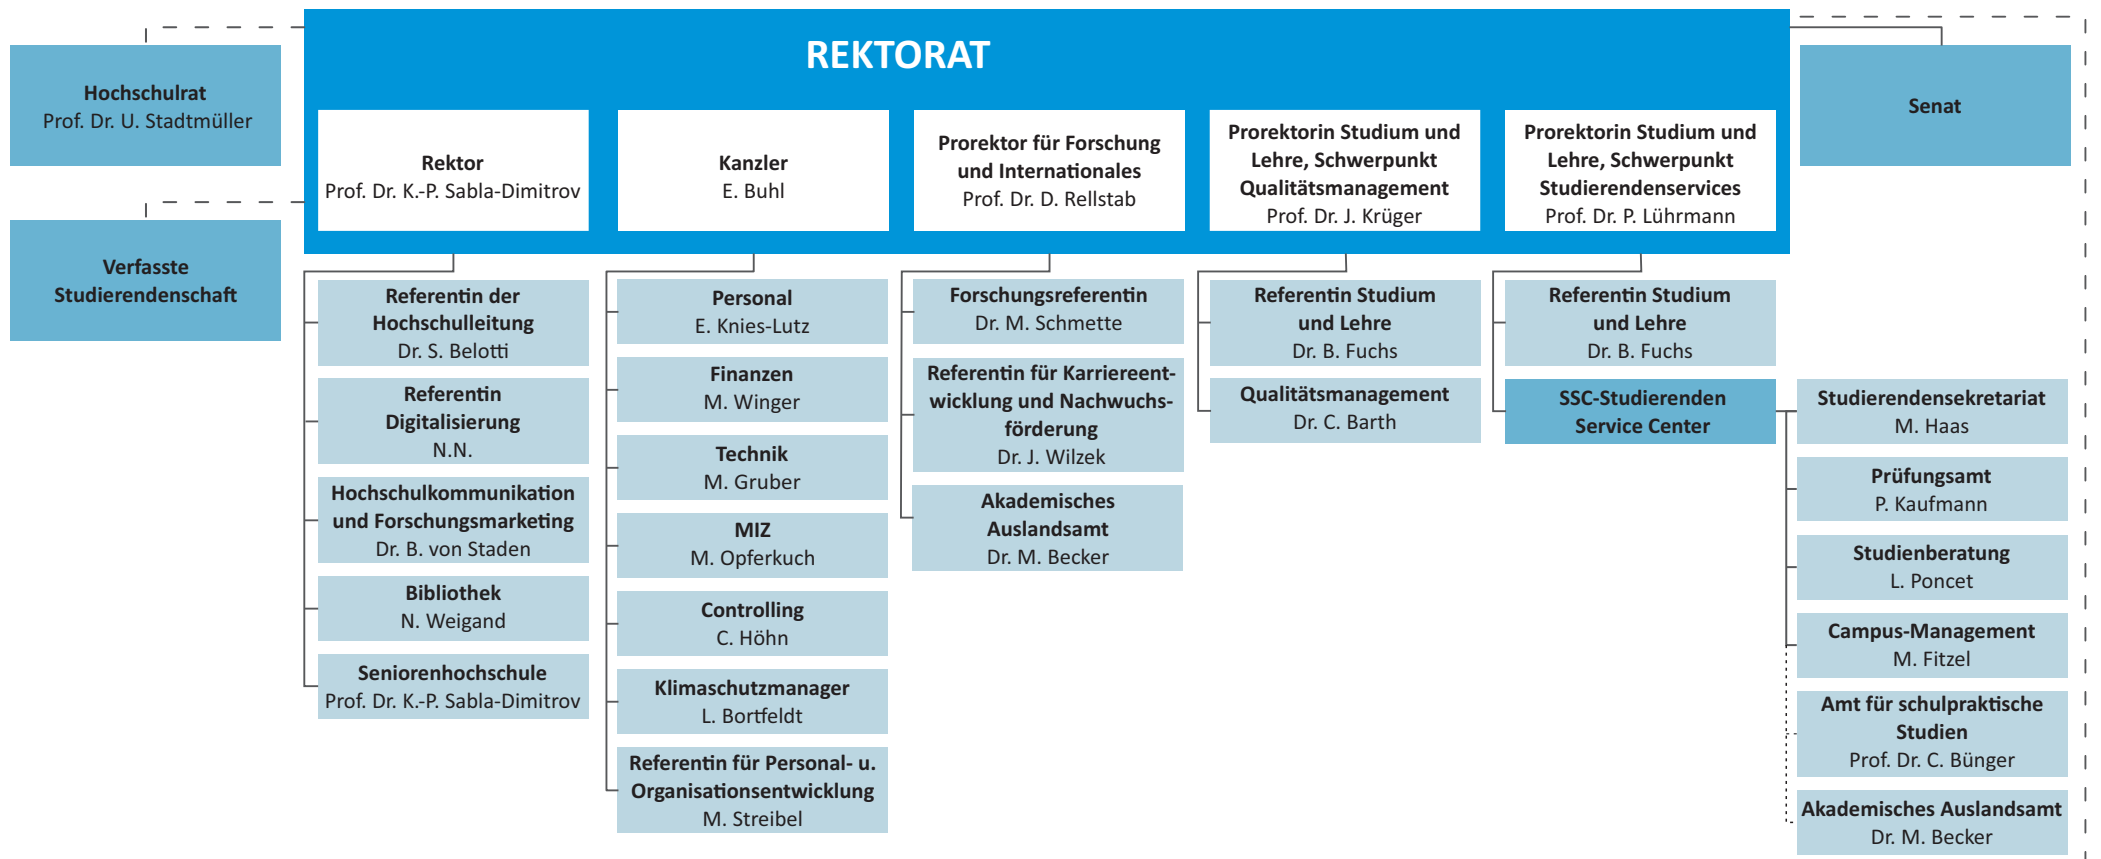 REKTORAT
Hochschulrat
Prof. Dr. U. Stadtmüller
Verfasste
Studierendenschaft
Senat
Rektor
Prof. Dr. K.-P. Sabla-Dimitrov
Kanzler
E. Buhl
Prorektor für Forschung
und Internationales
Prof. Dr. D. Rellstab
Prorektorin Studium und
Lehre, Schwerpunkt
Qualitätsmanagement
Prof. Dr. J. Krüger
Prorektorin Studium und
Lehre, Schwerpunkt
Studierendenservices
Prof. Dr. P. Lührmann
Referentin der
Hochschulleitung
Dr. S. Belotti
Referentin
Digitalisierung
N.N.
Hochschulkommunikation
und Forschungsmarketing
Dr. B. von Staden
Bibliothek
N. Weigand
Seniorenhochschule
Prof. Dr. K.-P. Sabla-Dimitrov
Personal
E. Knies-Lutz
Finanzen
M. Winger
Technik
M. Gruber
MIZ
M. Opferkuch
Controlling
C. Höhn
Klimaschutzmanager
L. Bortfeldt
Referentin für Personal- u.
Organisationsentwicklung
M. Streibel
Forschungsreferentin
Dr. M. Schmette
Referentin für Karriereent-
wicklung und Nachwuchs-
förderung
Dr. J. Wilzek
Akademisches
Auslandsamt
Dr. M. Becker
Referentin Studium
und Lehre
Dr. B. Fuchs
Qualitätsmanagement
Dr. C. Barth
Referentin Studium
und Lehre
Dr. B. Fuchs
SSC-Studierenden
Service Center
Studierendensekretariat
M. Haas
Prüfungsamt
P. Kaufmann
Studienberatung
L. Poncet
Campus-Management
M. Fitzel
Amt für schulpraktische
Studien
Prof. Dr. C. Bünger
Akademisches Auslandsamt
Dr. M. Becker